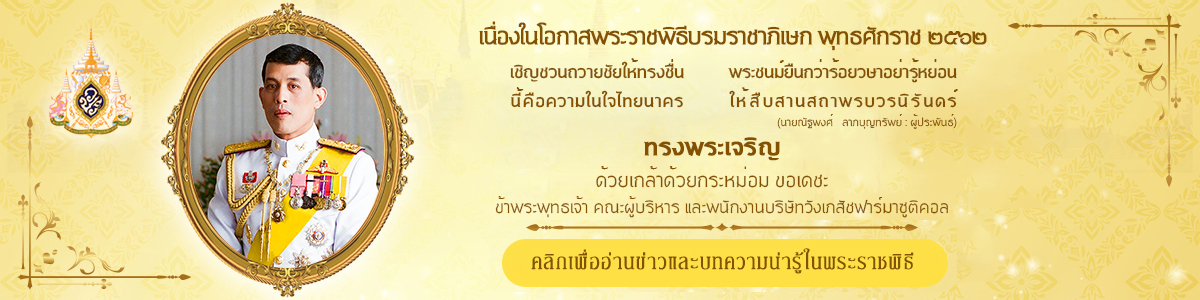 เนื่องในโอกาสพระราชพิธีบรมราชาภิเษก พุทธศักราช ๒๕๖๒
เชิญชวนถวายชัยให้ทรงชื่น พระชนม์ยืนกว่าร้อยวษาอย่ารู้หย่อน
นี้คือความในใจไทยนาคร ให้สืบสานสถาพรบวรนิรันดร์
(นายณัฐพงศ์ ลาภบุญทรัพย์ : ผู้ประพันธ์)
ทรงพระเจริญ
ด้วยเกล้าด้วยกระหม่อม ขอเดชะ
ข้าพระพุทธเจ้า คณะผู้บริหาร และพนักงานบริษัทวังเภสัชฟาร์มาซูติคอล
คลิกเพื่ออ่านข่าวและบทความน่ารู้ในพระราชพิธี